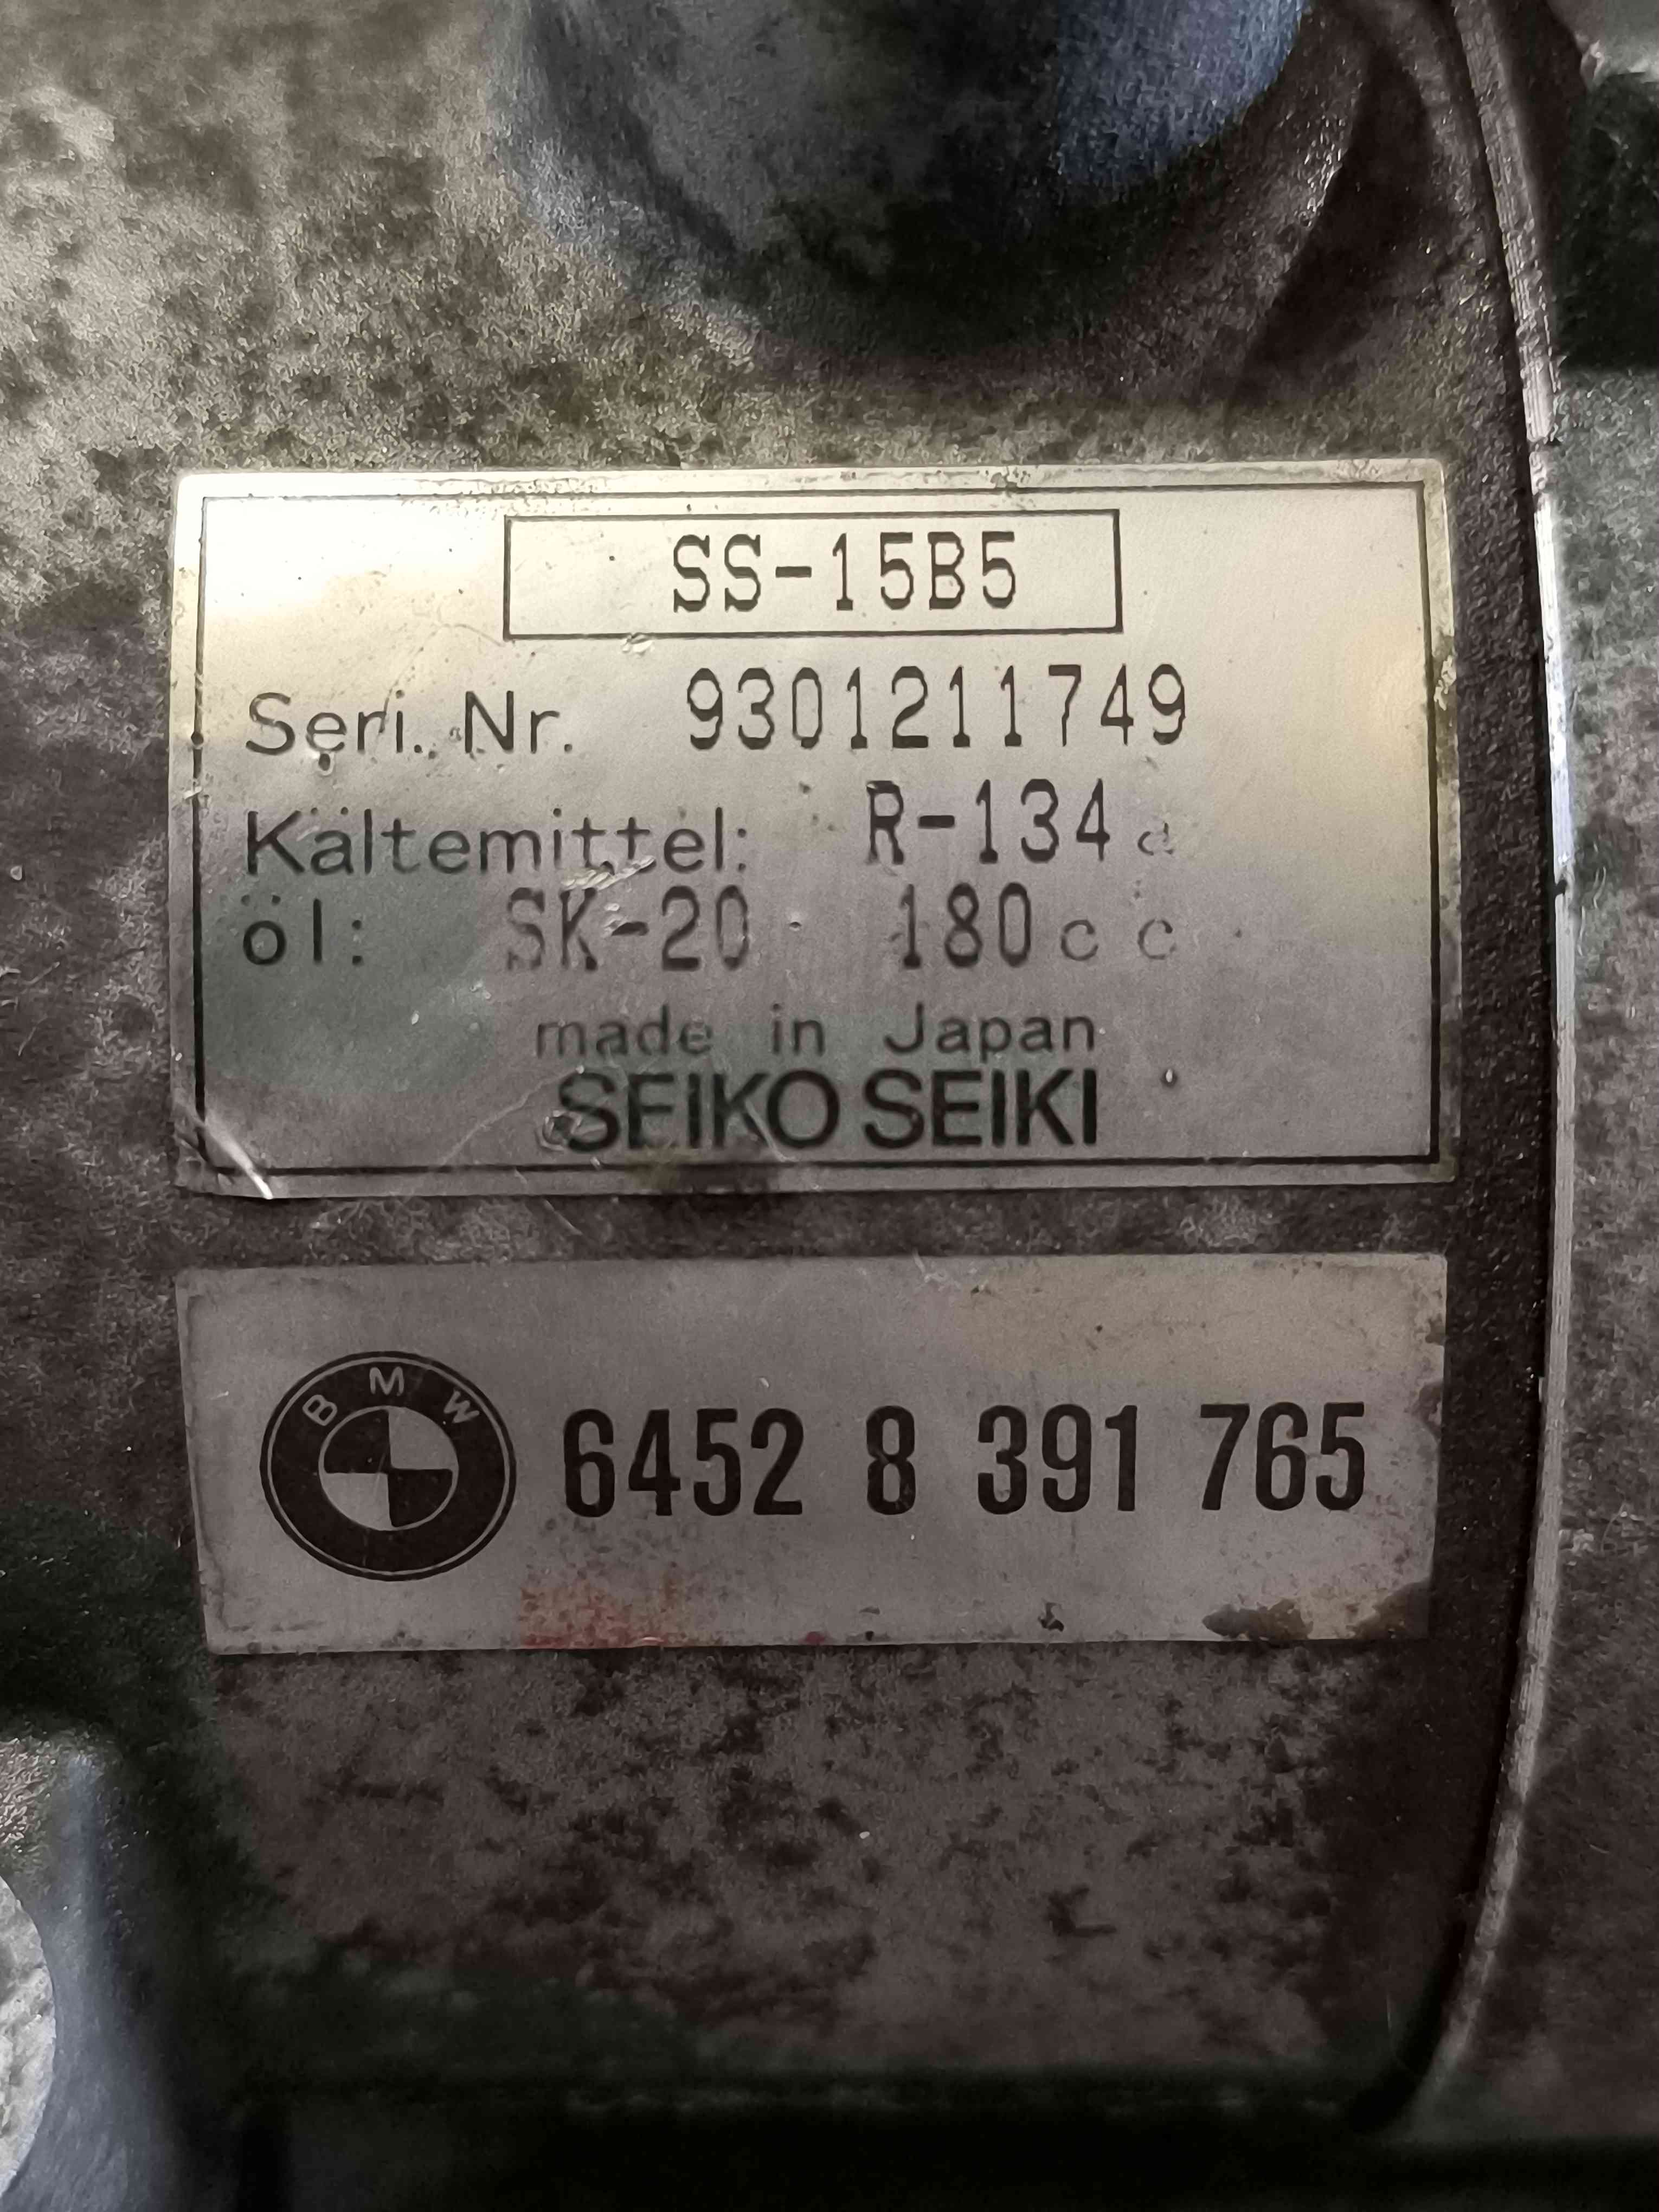 SS-15B5
Seri. Nr. 9301211749
Kältemittel: R-134a
öl: SK-20 180cc
made in Japan
SEIKO SEIKI
BMW 6452 8 391 765